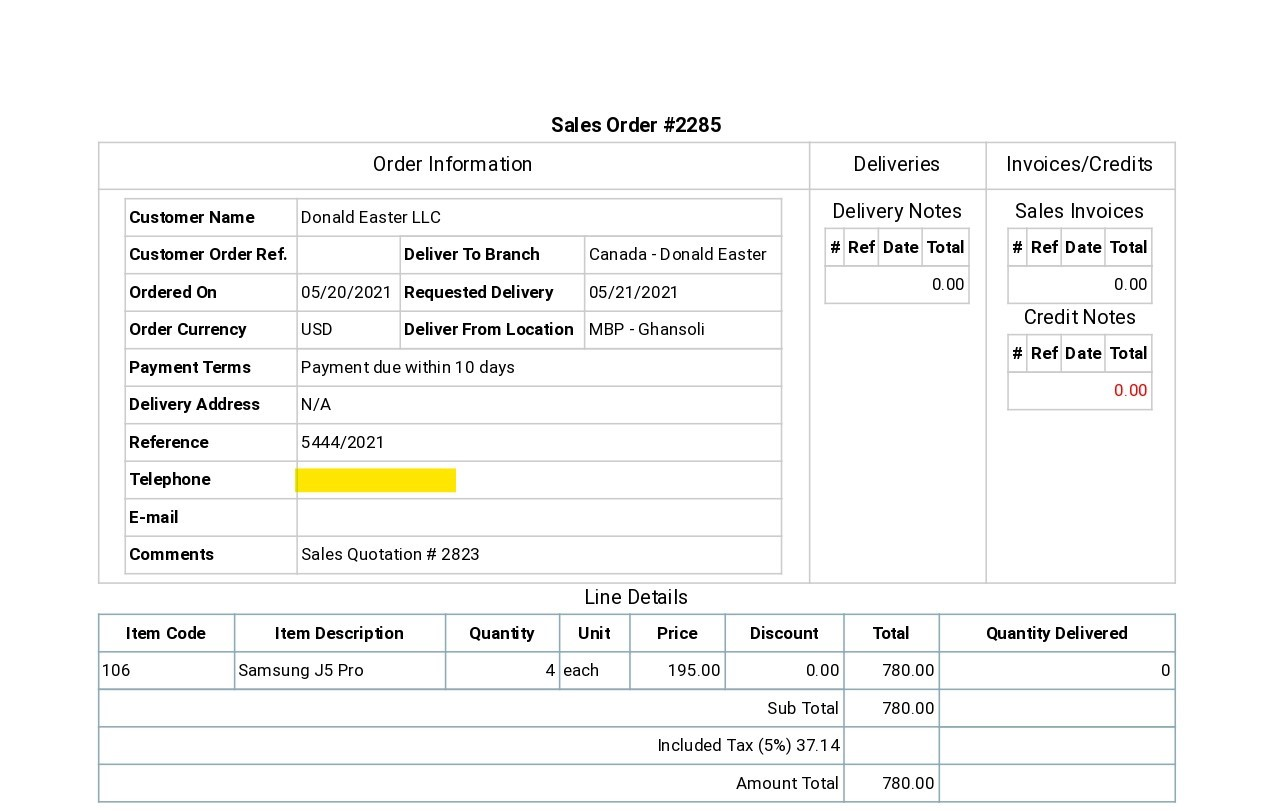 Sales Order #2285
Order Information
Deliveries
Invoices/Credits
Customer Name Donald Easter LLC
Customer Order Ref. Deliver To Branch Canada - Donald Easter
Ordered On 05/20/2021 Requested Delivery 05/21/2021
Order Currency USD Deliver From Location MBP - Ghansoli
Payment Terms Payment due within 10 days
Delivery Address N/A
Reference 5444/2021
Telephone
E-mail
Comments Sales Quotation # 2823
Delivery Notes
# Ref Date Total
0.00
Sales Invoices
# Ref Date Total
0.00
Credit Notes
# Ref Date Total
0.00
Line Details
Item Code Item Description Quantity Unit Price Discount Total Quantity Delivered
106 Samsung J5 Pro 4 each 195.00 0.00 780.00 0
Sub Total 780.00
Included Tax (5%) 37.14
Amount Total 780.00